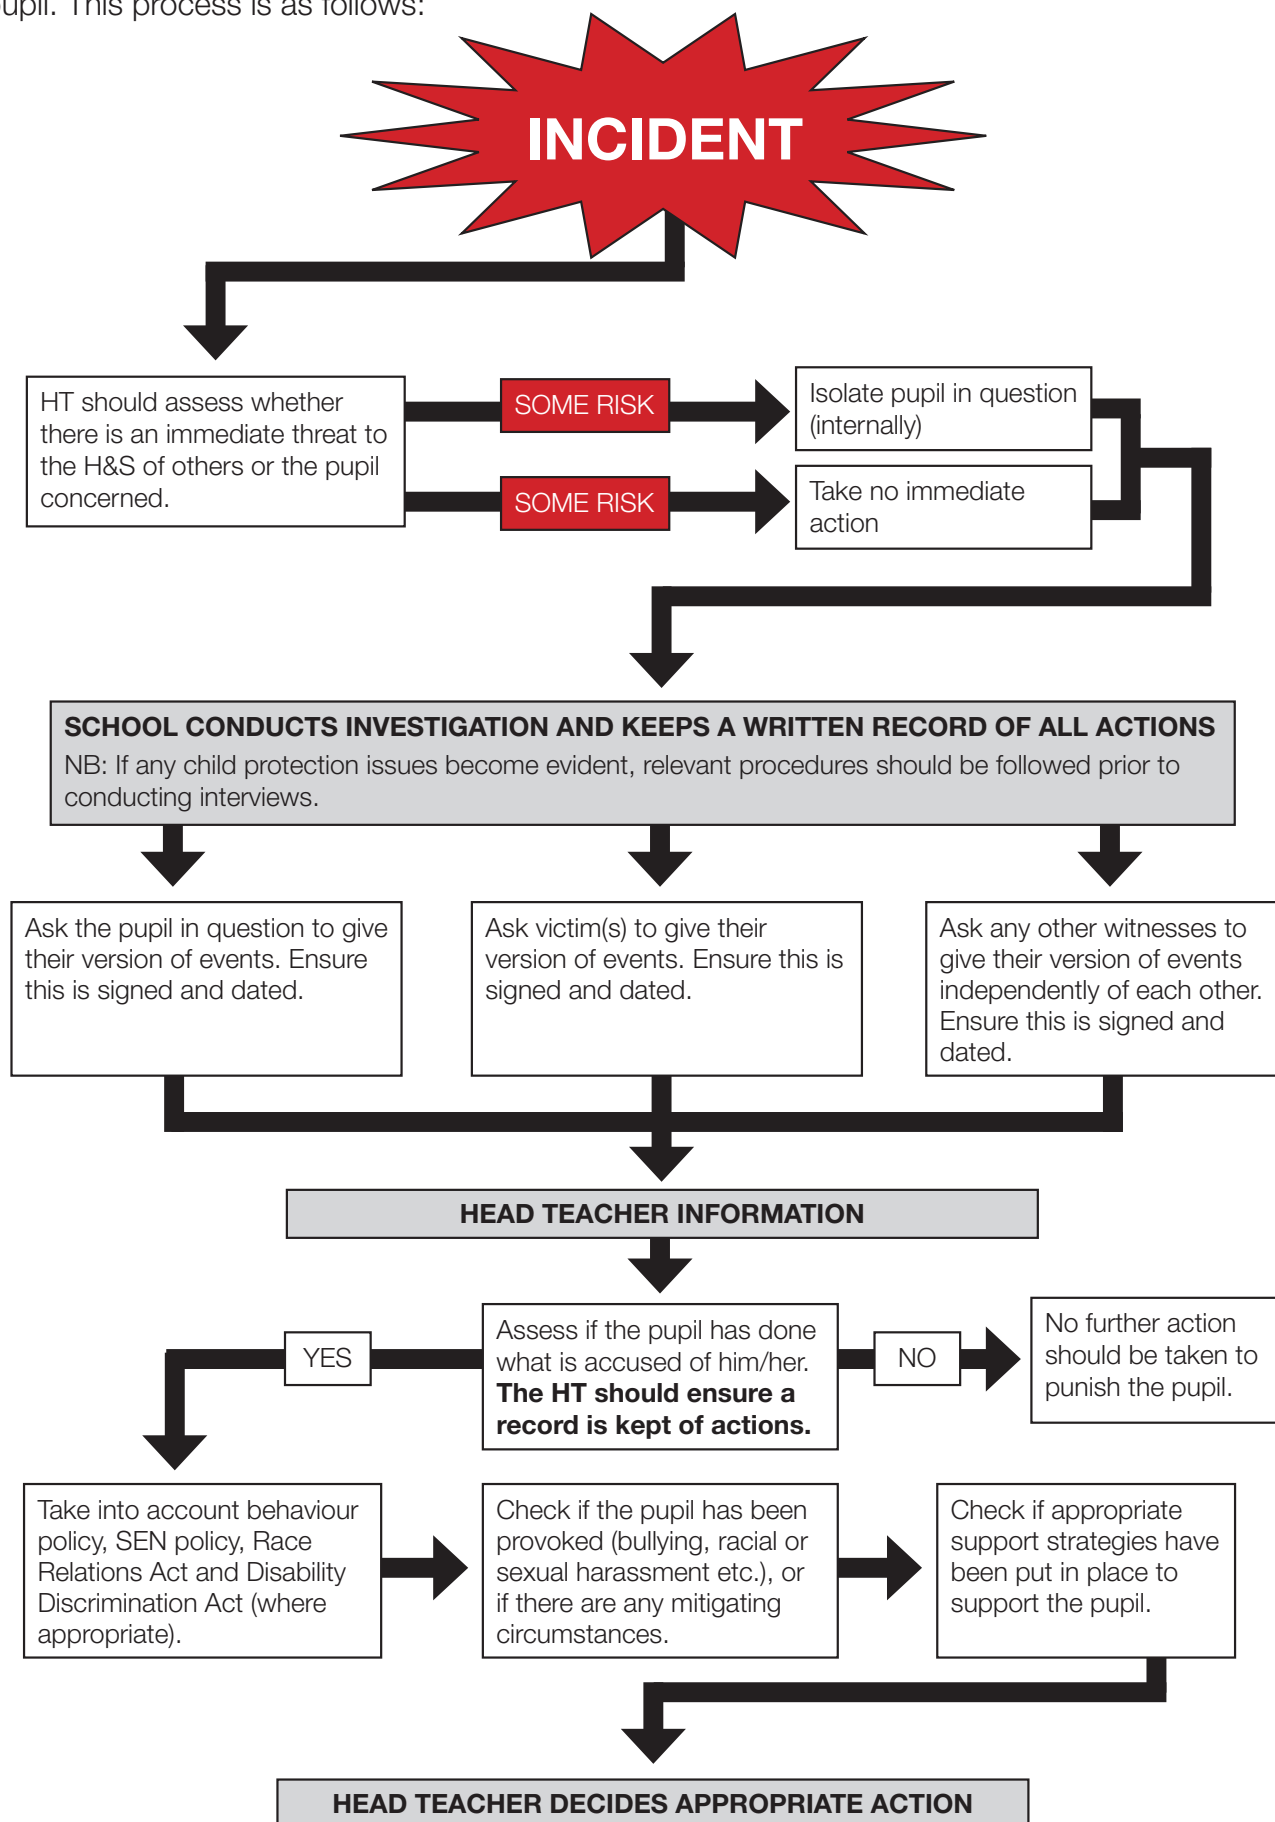 pupil. This process is as follows:
INCIDENT
HT should assess whether
there is an immediate threat to
the H&S of others or the pupil
concerned.
SOME RISK
Isolate pupil in question
(internally)
SOME RISK
Take no immediate
action
SCHOOL CONDUCTS INVESTIGATION AND KEEPS A WRITTEN RECORD OF ALL ACTIONS
NB: If any child protection issues become evident, relevant procedures should be followed prior to
conducting interviews.
Ask the pupil in question to give
their version of events. Ensure
this is signed and dated.
Ask victim(s) to give their
version of events. Ensure this is
signed and dated.
Ask any other witnesses to
give their version of events
independently of each other.
Ensure this is signed and
dated.
HEAD TEACHER INFORMATION
YES
Assess if the pupil has done
what is accused of him/her.
The HT should ensure a
record is kept of actions.
NO
No further action
should be taken to
punish the pupil.
Take into account behaviour
policy, SEN policy, Race
Relations Act and Disability
Discrimination Act (where
appropriate).
Check if the pupil has been
provoked (bullying, racial or
sexual harassment etc.), or
if there are any mitigating
circumstances.
Check if appropriate
support strategies have
been put in place to
support the pupil.
HEAD TEACHER DECIDES APPROPRIATE ACTION